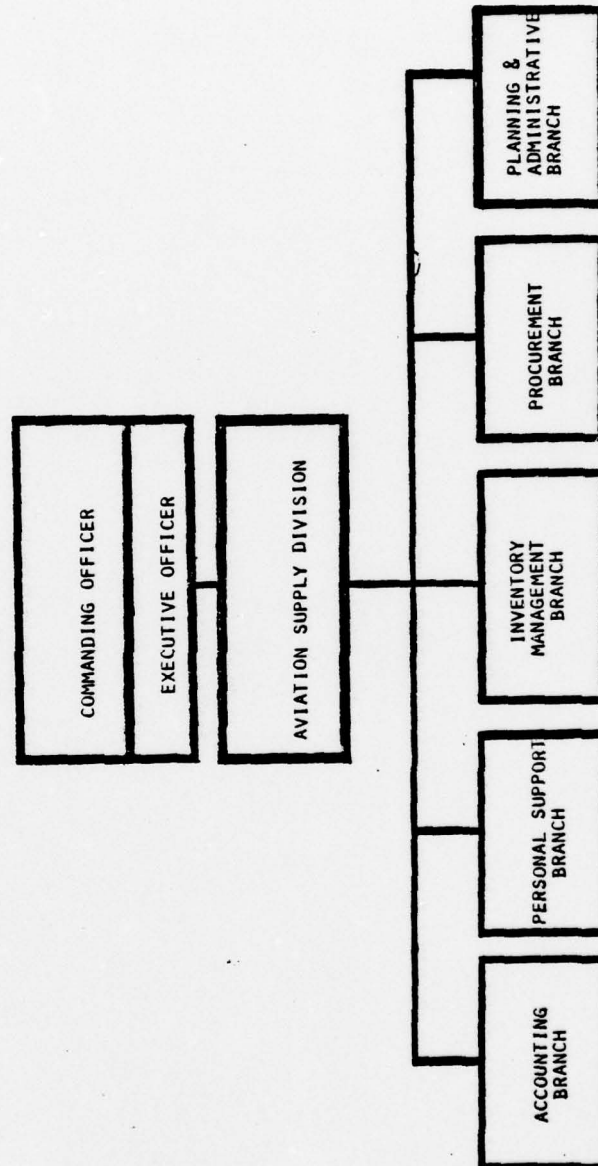 COMMANDING OFFICER
EXECUTIVE OFFICER
AVIATION SUPPLY DIVISION
ACCOUNTING
BRANCH
PERSONAL SUPPORT
BRANCH
INVENTORY
MANAGEMENT
BRANCH
PROCUREMENT
BRANCH
PLANNING &
ADMINISTRATIVE
BRANCH